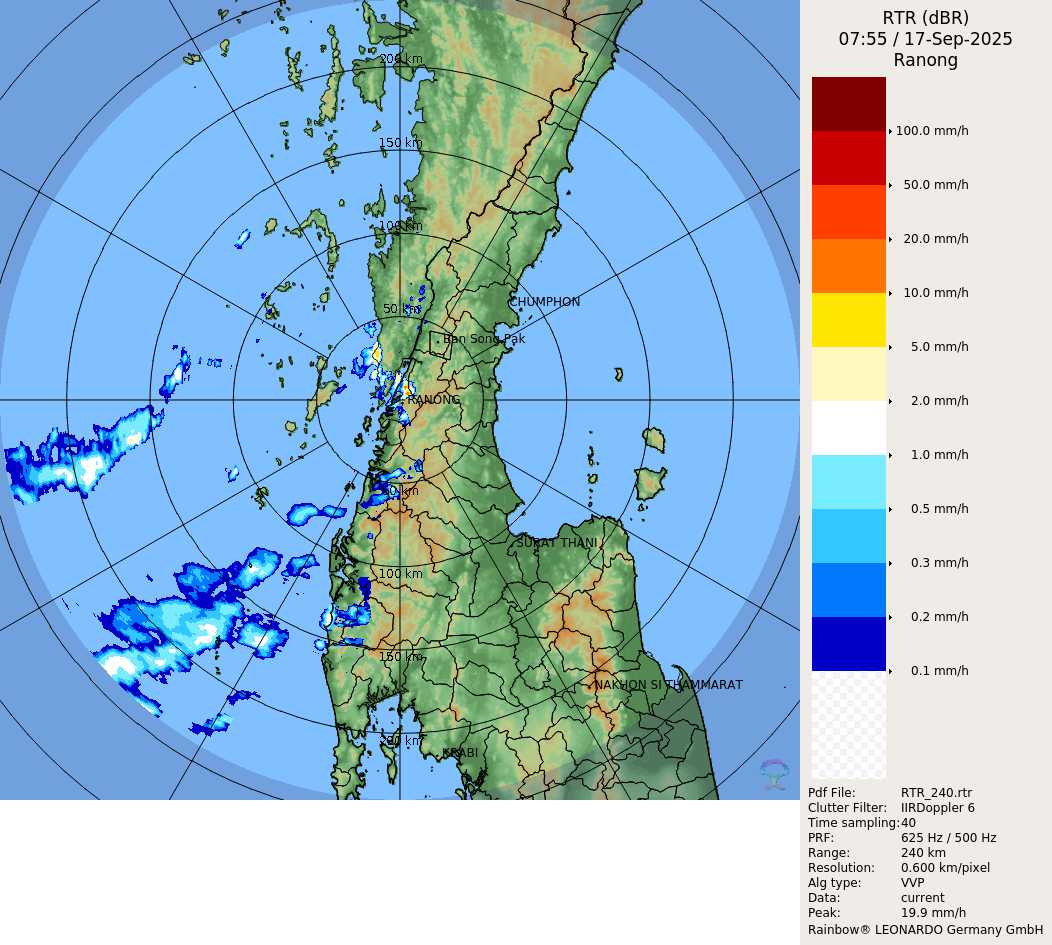 200 km
150 km
100 km
50 km
CHUMPHON
Ban Song Pak
RANONG
50 km
SURAT THANI
100 km
150 km
NAKHON SI THAMMARAT
200 km
KRABI
RTR (dBR)
07:55 / 17-Sep-2025
Ranong
100.0 mm/h
50.0 mm/h
20.0 mm/h
10.0 mm/h
5.0 mm/h
2.0 mm/h
1.0 mm/h
0.5 mm/h
0.3 mm/h
0.2 mm/h
0.1 mm/h
Pdf File: RTR_240.rtr
Clutter Filter: IIRDoppler 6
Time sampling: 40
PRF: 625 Hz / 500 Hz
Range: 240 km
Resolution: 0.600 km/pixel
Alg type: VVP
Data: current
Peak: 19.9 mm/h
Rainbow® LEONARDO Germany GmbH